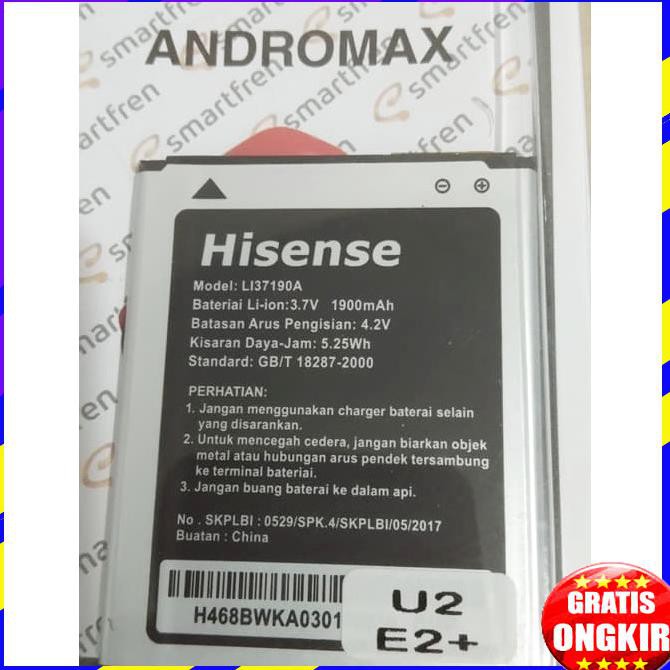 ANDROMAX
smartfren
smartfren
smartfren
smartfren
Hisense
Model: LI37190A
Bateriai Li-ion:3.7V 1900mAh
Batasan Arus Pengisian: 4.2V
Kisaran Daya-Jam: 5.25Wh
Standard: GB/T 18287-2000
PERHATIAN:
1. Jangan menggunakan charger baterai selain
yang disarankan.
2. Untuk mencegah cedera, jangan biarkan objek
metal atau hubungan arus pendek tersambung
ke terminal bateriai.
3. Jangan buang baterai ke dalam api.
No . SKPLBI : 0529/SPK.4/SKPLBI/05/2017
Buatan : China
H468BWKA0301
U2
E2+
GRATIS
ONGKIR